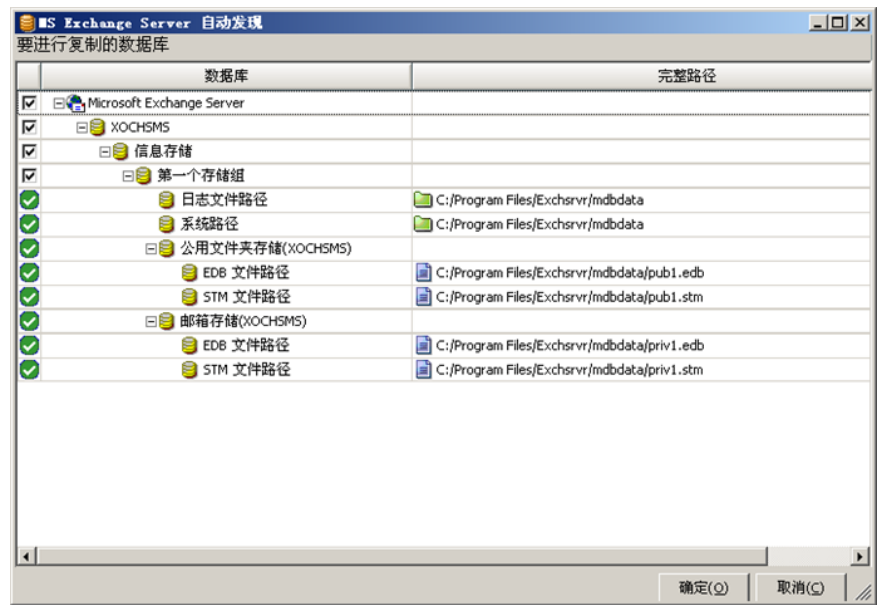 MS Exchange Server 自动发现
要进行复制的数据库
数据库 完整路径
Microsoft Exchange Server
XOCHSMS
信息存储
第一个存储组
日志文件路径 C:/Program Files/Exchsrvr/mdbdata
系统路径 C:/Program Files/Exchsrvr/mdbdata
公用文件夹存储(XOCHSMS)
EDB 文件路径 C:/Program Files/Exchsrvr/mdbdata/pub1.edb
STM 文件路径 C:/Program Files/Exchsrvr/mdbdata/pub1.stm
邮箱存储(XOCHSMS)
EDB 文件路径 C:/Program Files/Exchsrvr/mdbdata/priv1.edb
STM 文件路径 C:/Program Files/Exchsrvr/mdbdata/priv1.stm
确定(O) 取消(C)